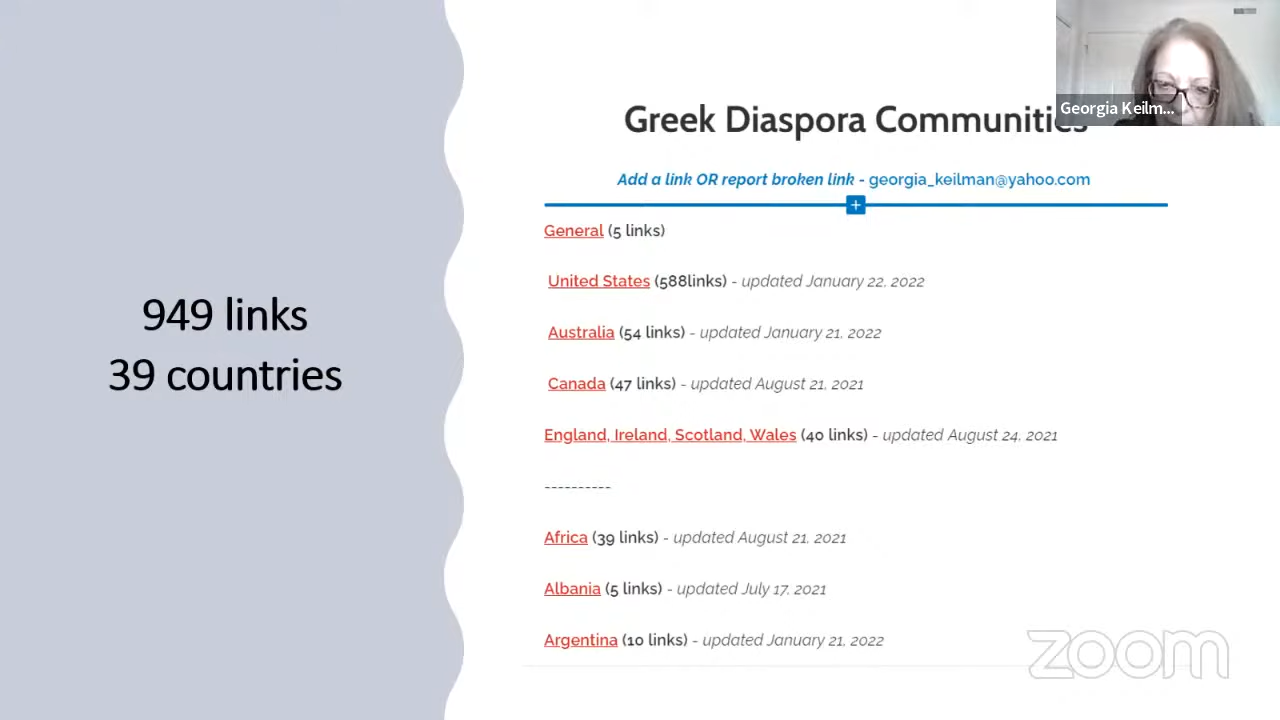 949 links
39 countries
Greek Diaspora Communities
Georgia Keilm...
Add a link OR report broken link - georgia_keilman@yahoo.com
+
General (5 links)
United States (588links) - updated January 22, 2022
Australia (54 links) - updated January 21, 2022
Canada (47 links) - updated August 21, 2021
England, Ireland, Scotland, Wales (40 links) - updated August 24, 2021
----------
Africa (39 links) - updated August 21, 2021
Albania (5 links) - updated July 17, 2021
Argentina (10 links) - updated January 21, 2022
zoom